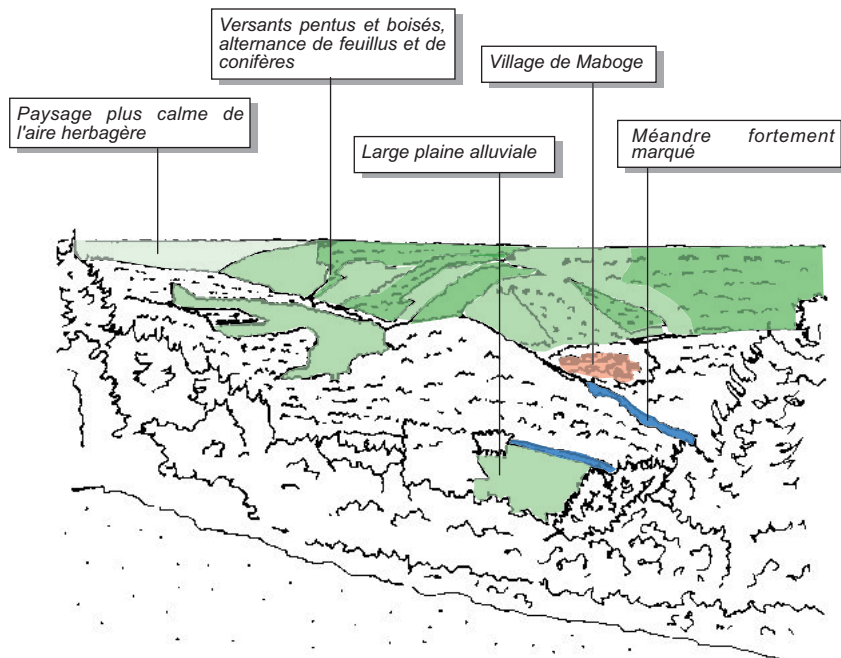 Versants pentus et boisés,
alternance de feuillus et de
conifères
Village de Maboge
Paysage plus calme de
l'aire herbagère
Large plaine alluviale
Méandre fortement
marqué